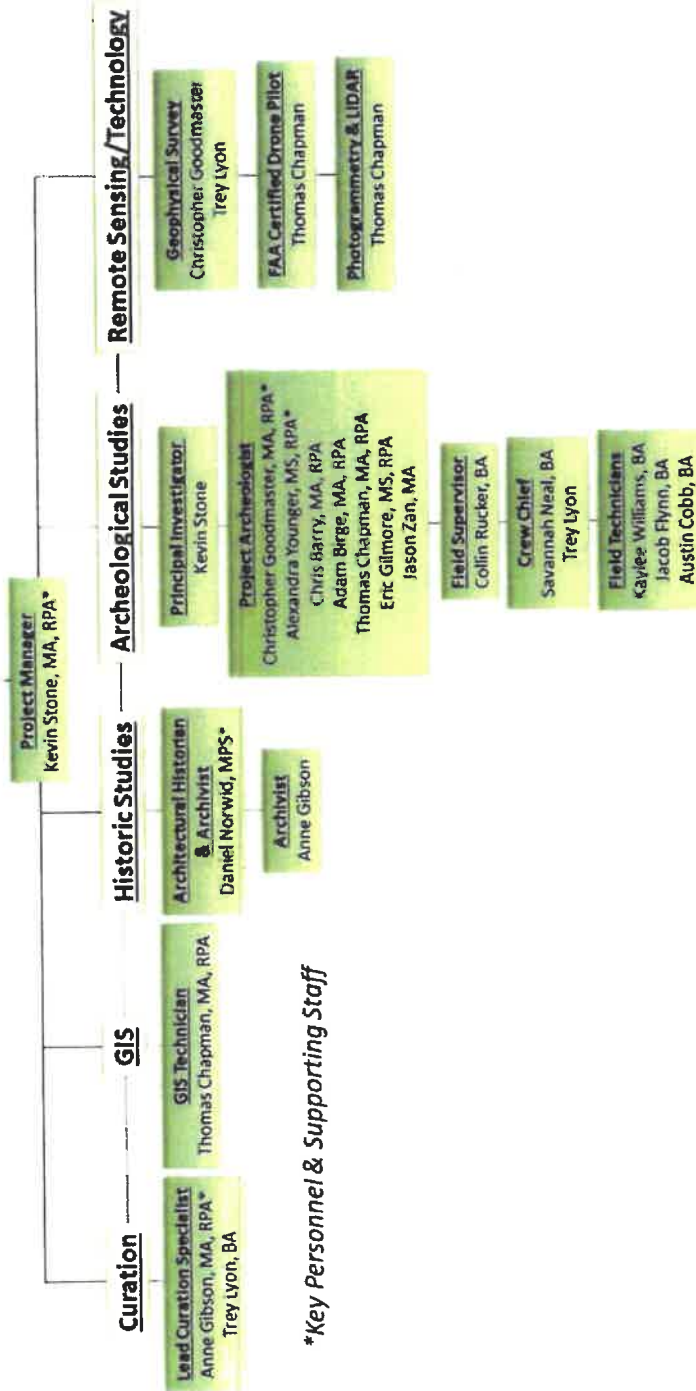 Project Manager
Kevin Stone, MA, RPA*
Curation
Lead Curation Specialist
Anne Gibson, MA, RPA*
Trey Lyon, BA
GIS
GIS Technician
Thomas Chapman, MA, RPA
Historic Studies
Architectural Historian
& Archivist
Daniel Norwid, MPS*
Archivist
Anne Gibson
Archeological Studies
Principal Investigator
Kevin Stone
Project Archeologist
Christopher Goodmaster, MA, RPA*
Alexandra Younger, MS, RPA*
Chris Barry, MA, RPA
Adam Birge, MA, RPA
Thomas Chapman, MA, RPA
Eric Gilmore, MS, RPA
Jason Zan, MA
Field Supervisor
Collin Rucker, BA
Crew Chief
Savannah Neal, BA
Trey Lyon
Field Technicians
Kaylee Williams, BA
Jacob Flynn, BA
Austin Cobb, BA
Remote Sensing/Technology
Geophysical Survey
Christopher Goodmaster
Trey Lyon
FAA Certified Drone Pilot
Thomas Chapman
Photogrammetry & LIDAR
Thomas Chapman
*Key Personnel & Supporting Staff